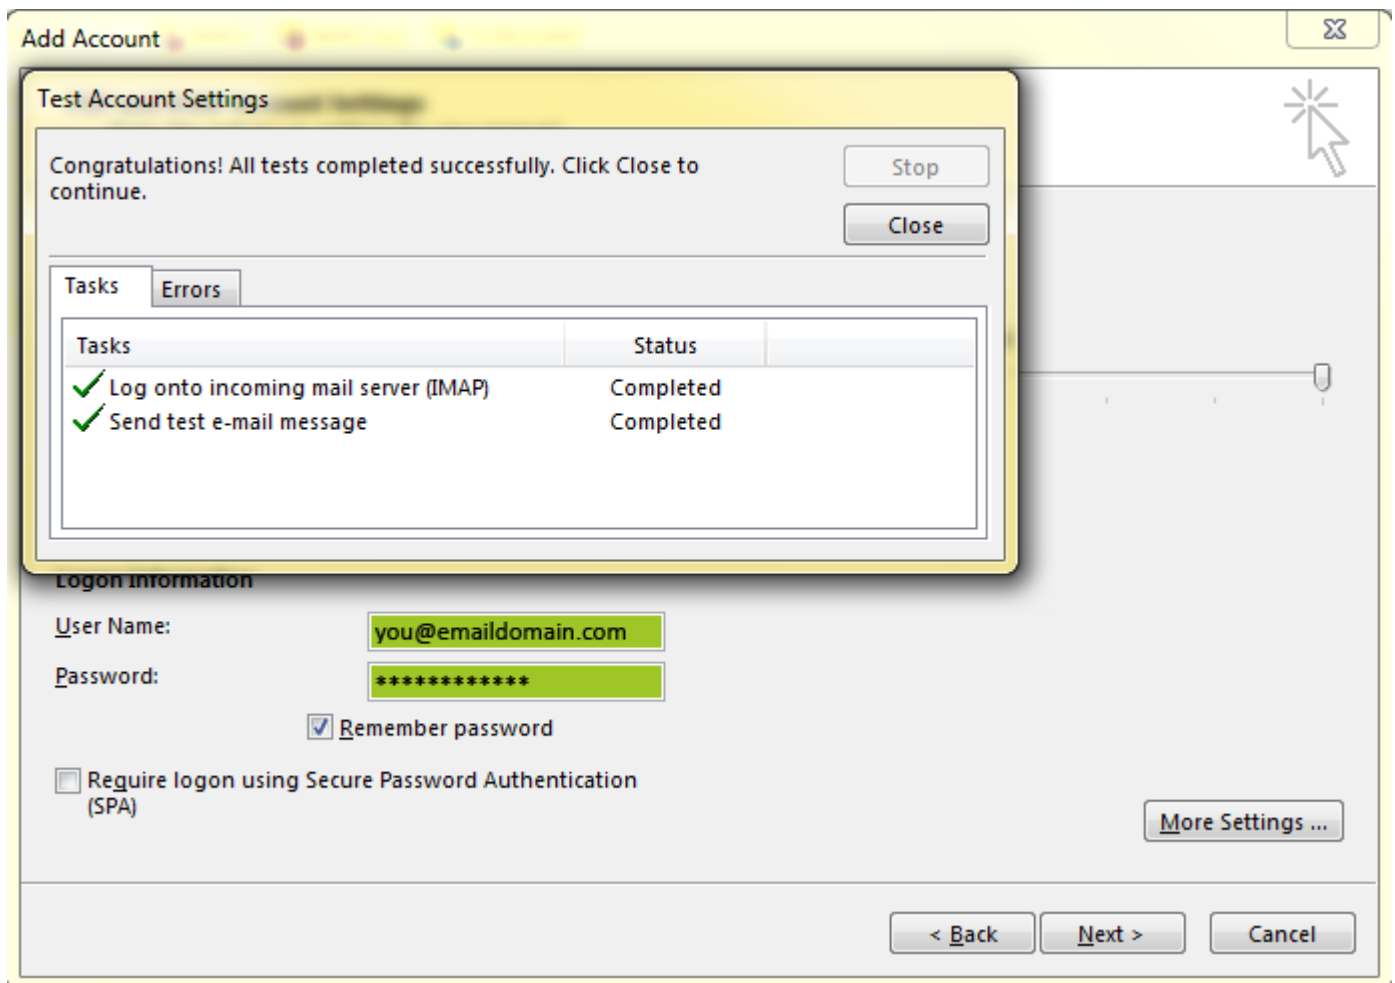 Add Account
Test Account Settings
Congratulations! All tests completed successfully. Click Close to
continue.
Stop
Close
Tasks
Errors
Tasks
Status
Log onto incoming mail server (IMAP)
Completed
Send test e-mail message
Completed
Logon Information
User Name:
you@emaildomain.com
Password:
************
Remember password
Require logon using Secure Password Authentication
(SPA)
More Settings ...
< Back
Next >
Cancel